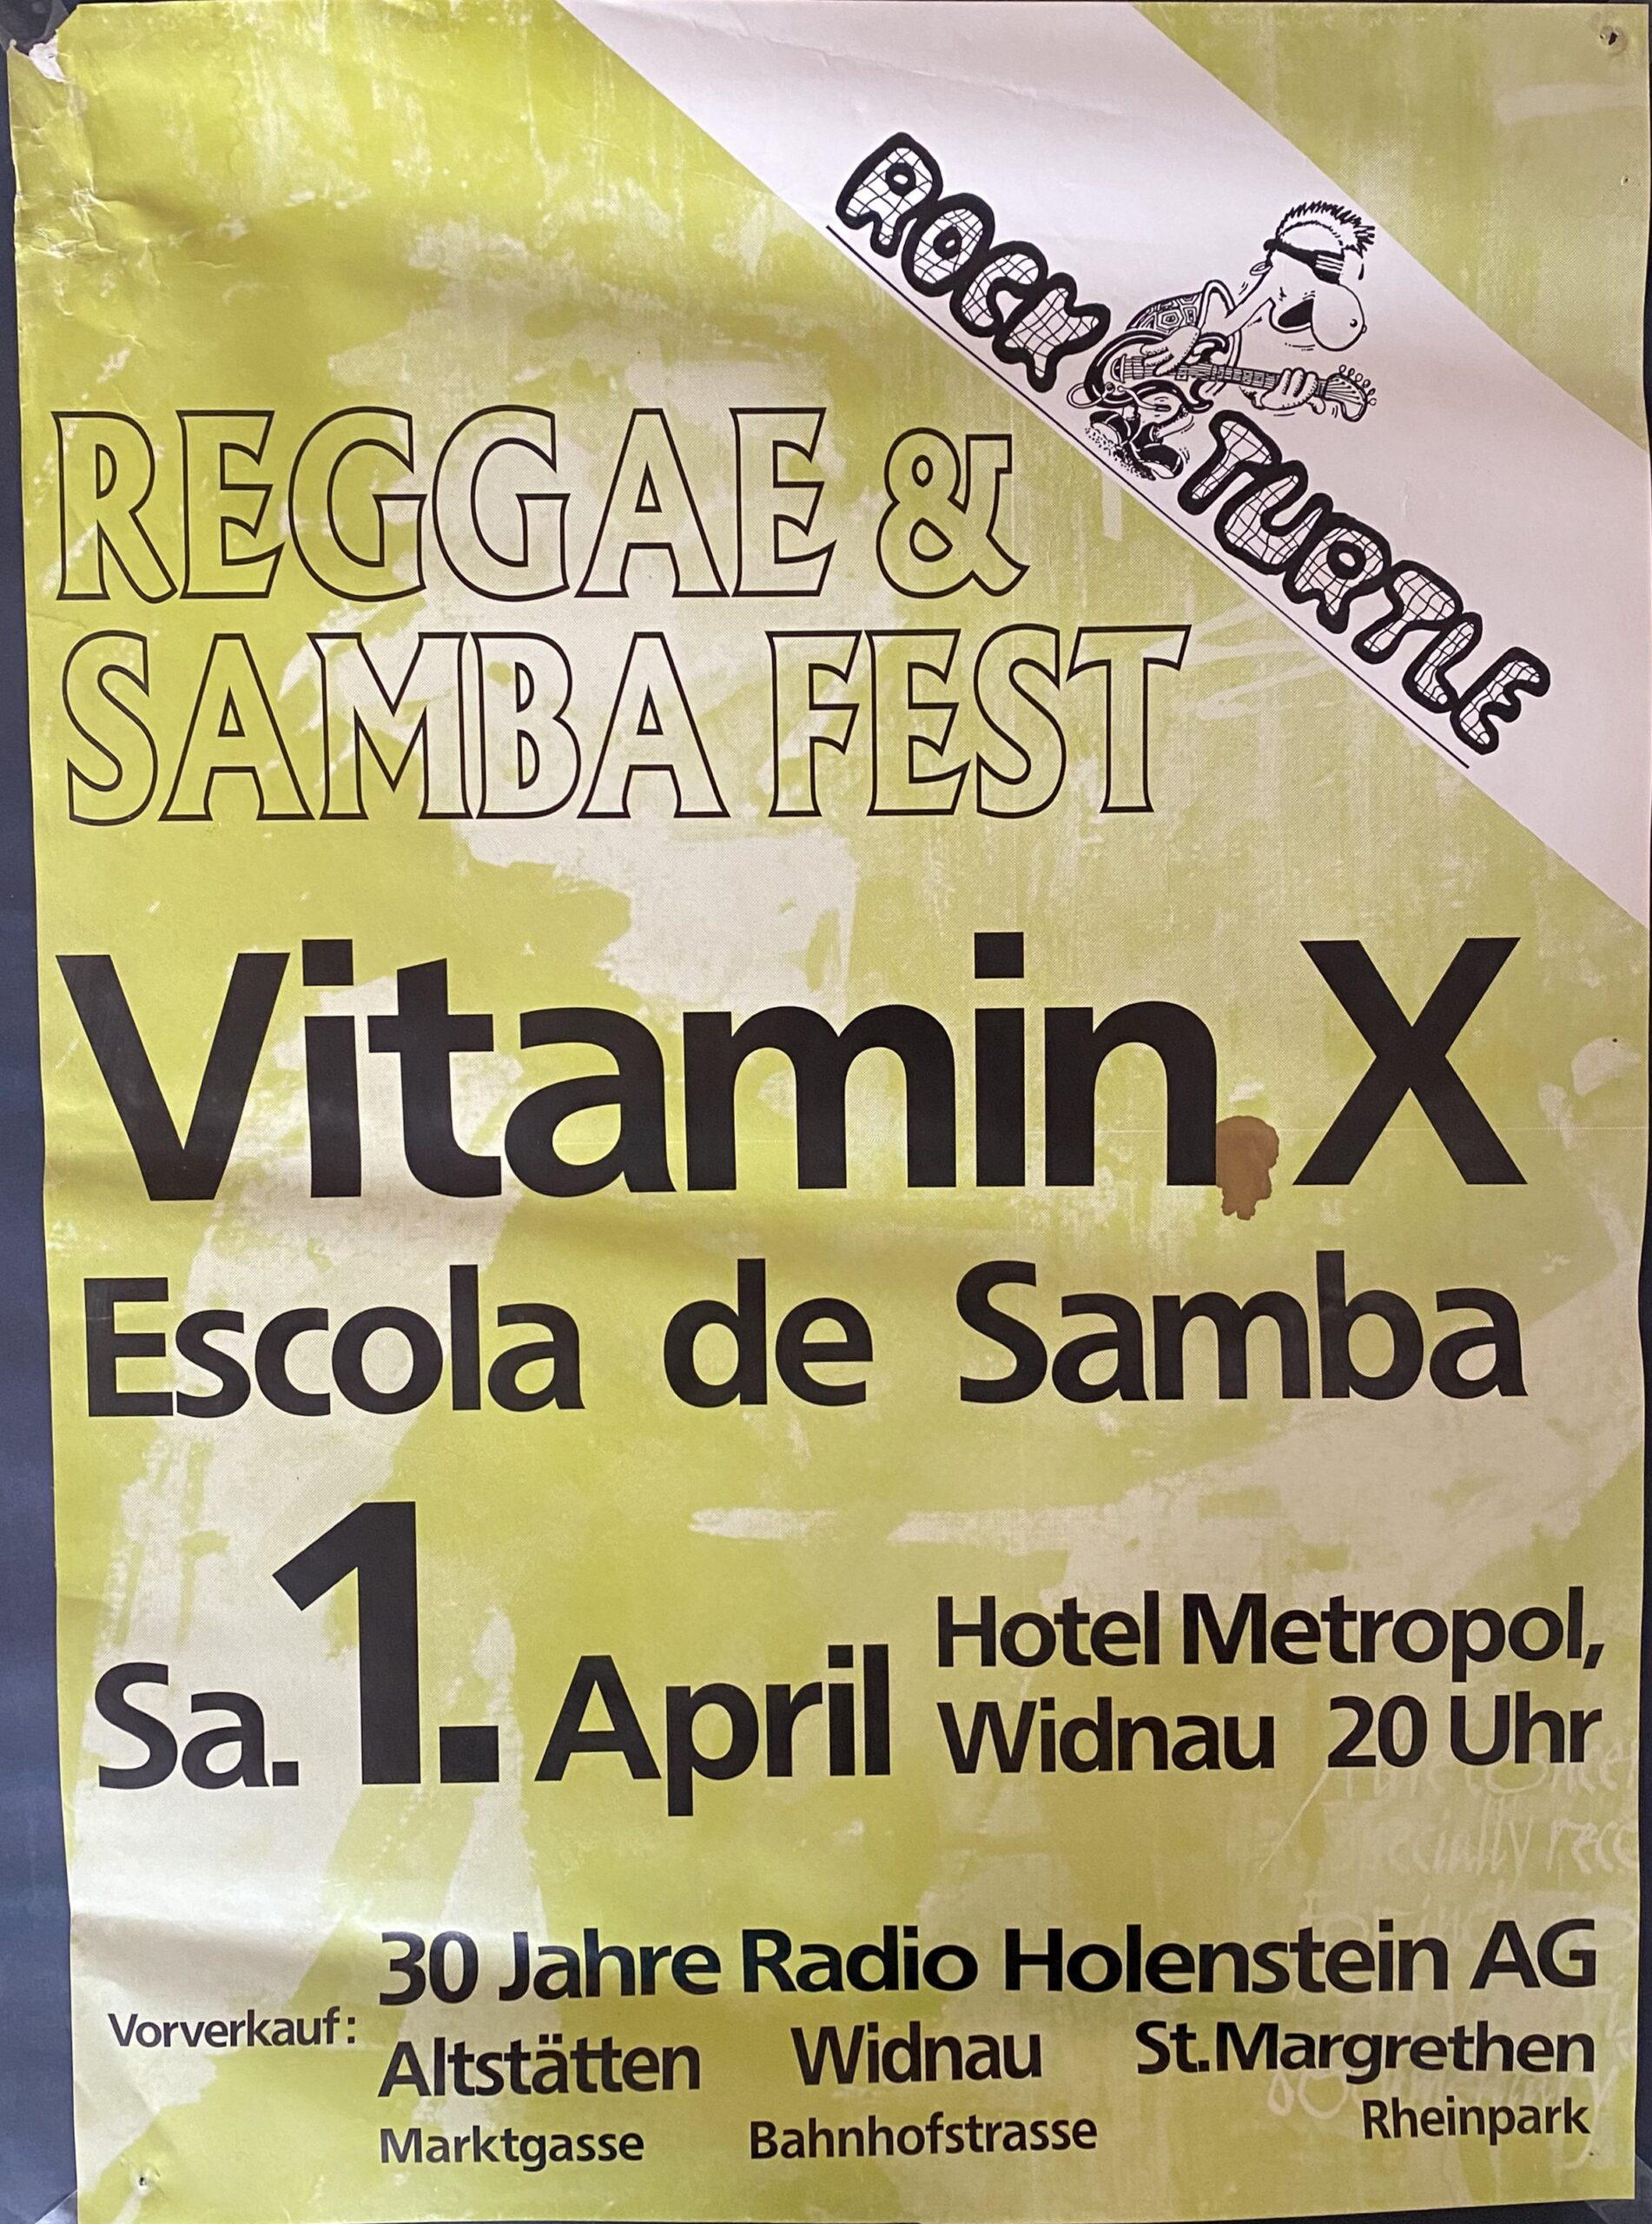 ROCK TURTLE
REGGAE &
SAMBA FEST
Vitamin X
Escola de Samba
Sa. 1. April
Hotel Metropol,
Widnau 20 Uhr
30 Jahre Radio Holenstein AG
Vorverkauf:
Altstätten Widnau St.Margrethen
Marktgasse Bahnhofstrasse Rheinpark